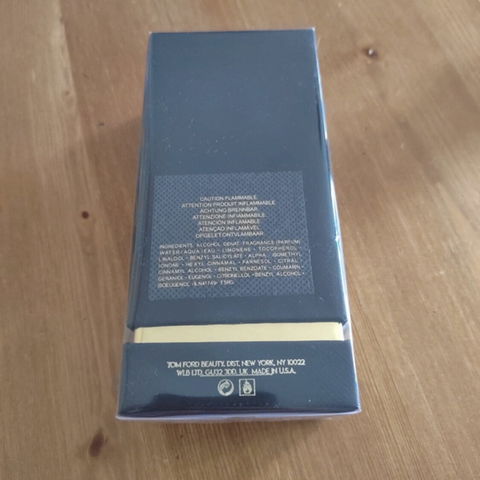 CAUTION FLAMMABLE
ATTENTION PRODUIT INFLAMMABLE
ACHTUNG BRENNBAR
ATTENZIONE INFIAMMABILE
ATENCIÓN INFLAMABLE
ATENÇÃO INFLAMÁVEL
OPGELET ONTVLAMBAAR
INGREDIENTS: ALCOHOL DENAT. FRAGRANCE (PARFUM)
WATER / AQUA / EAU • LIMONENE • TOCOPHEROL •
LINALOOL • BENZYL SALICYLATE • ALPHA-ISOMETHYL
IONONE • HEXYL CINNAMAL • FARNESOL • CITRAL •
CINNAMYL ALCOHOL • BENZYL BENZOATE • COUMARIN •
GERANIOL • EUGENOL • CITRONELLOL • BENZYL ALCOHOL •
ISOEUGENOL
TOM FORD BEAUTY, DIST. NEW YORK, NY 10022
WLB LTD, GU32 7DD, UK MADE IN U.S.A.